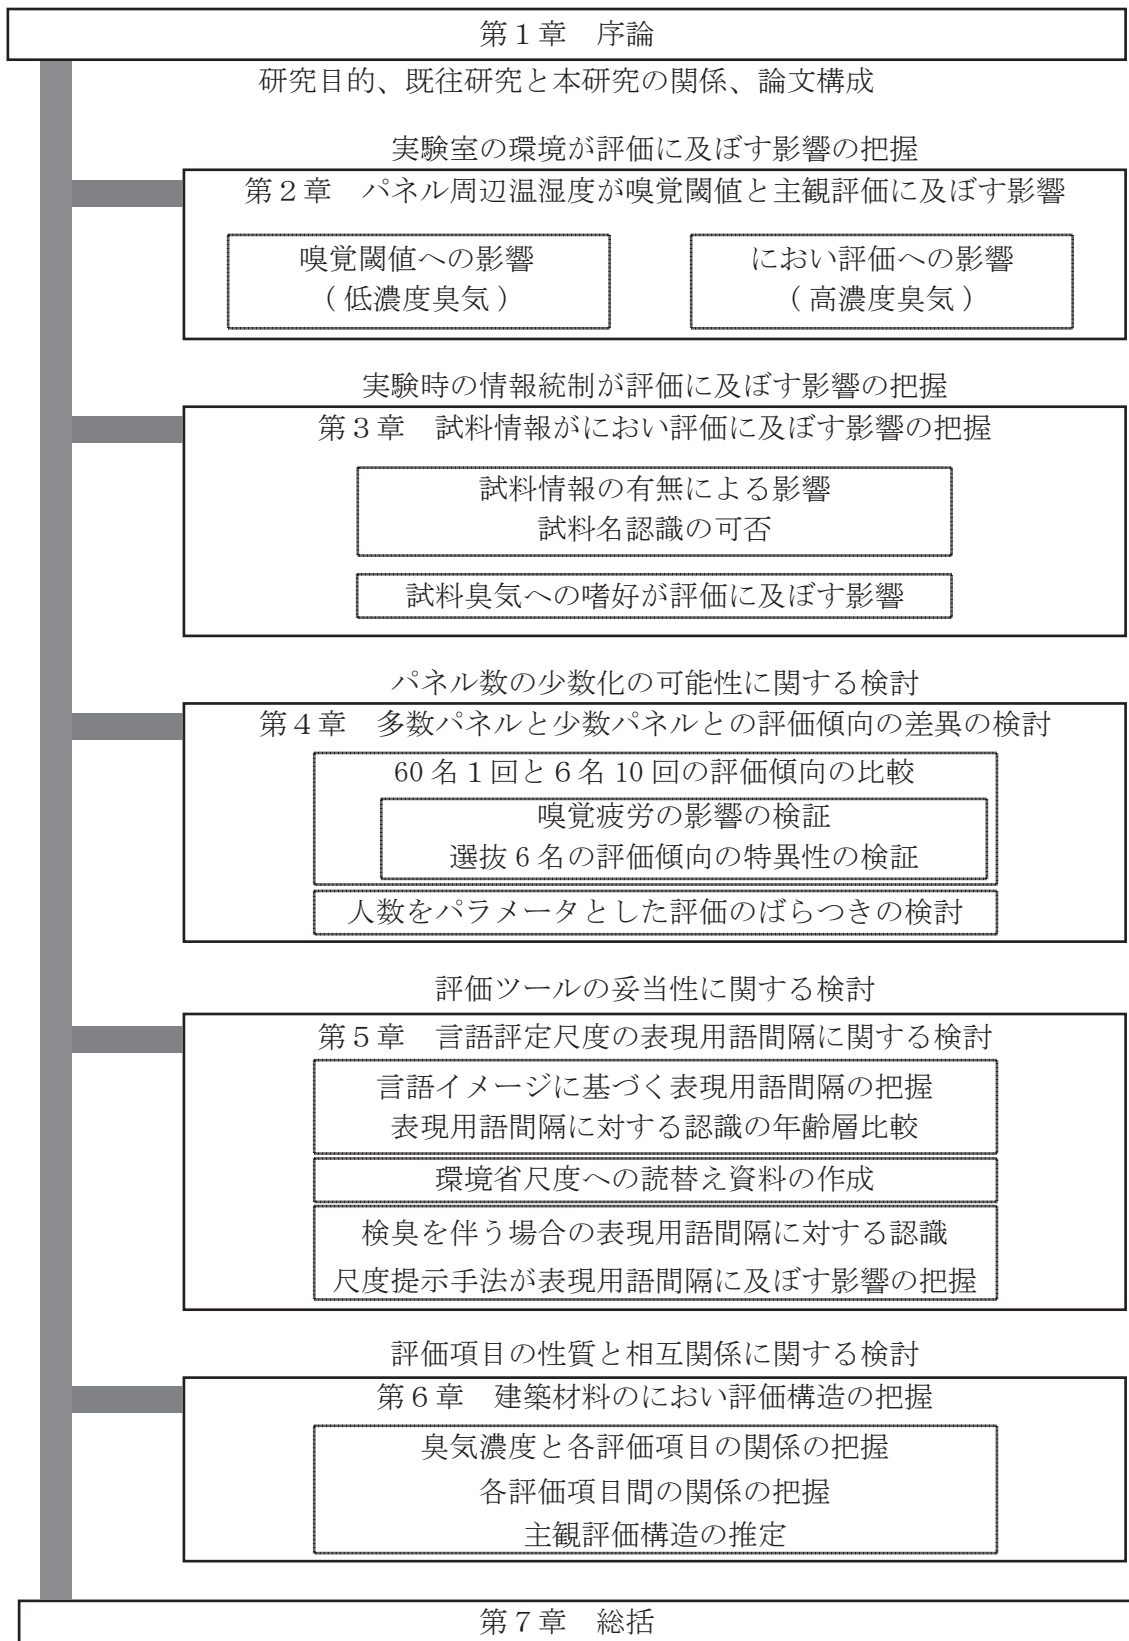 第１章　序論
研究目的、既往研究と本研究の関係、論文構成
実験室の環境が評価に及ぼす影響の把握
第２章　パネル周辺温湿度が嗅覚閾値と主観評価に及ぼす影響
嗅覚閾値への影響
（低濃度臭気）
におい評価への影響
（高濃度臭気）
実験時の情報統制が評価に及ぼす影響の把握
第３章　試料情報がにおい評価に及ぼす影響の把握
試料情報の有無による影響
試料名認識の可否
試料臭気への嗜好が評価に及ぼす影響
パネル数の少数化の可能性に関する検討
第４章　多数パネルと少数パネルとの評価傾向の差異の検討
60 名１回と６名 10 回の評価傾向の比較
嗅覚疲労の影響の検証
選抜６名の評価傾向の特異性の検証
人数をパラメータとした評価のばらつきの検討
評価ツールの妥当性に関する検討
第５章　言語評定尺度の表現用語間隔に関する検討
言語イメージに基づく表現用語間隔の把握
表現用語間隔に対する認識の年齢層比較
環境省尺度への読替え資料の作成
検臭を伴う場合の表現用語間隔に対する認識
尺度提示手法が表現用語間隔に及ぼす影響の把握
評価項目の性質と相互関係に関する検討
第６章　建築材料のにおい評価構造の把握
臭気濃度と各評価項目の関係の把握
各評価項目間の関係の把握
主観評価構造の推定
第７章　総括